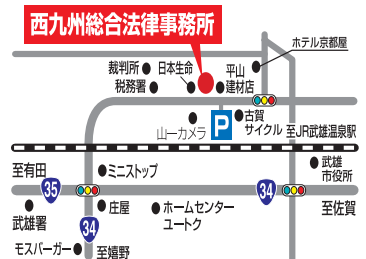 西九州総合法律事務所
ホテル京都屋
裁判所
日本生命
平山
建材店
税務署
古賀
サイクル
山一カメラ
P
至JR武雄温泉駅
至有田
35
ミニストップ
34
武雄
市役所
武雄署
庄屋
ホームセンター
ユートク
至佐賀
34
モスバーガー
至嬉野